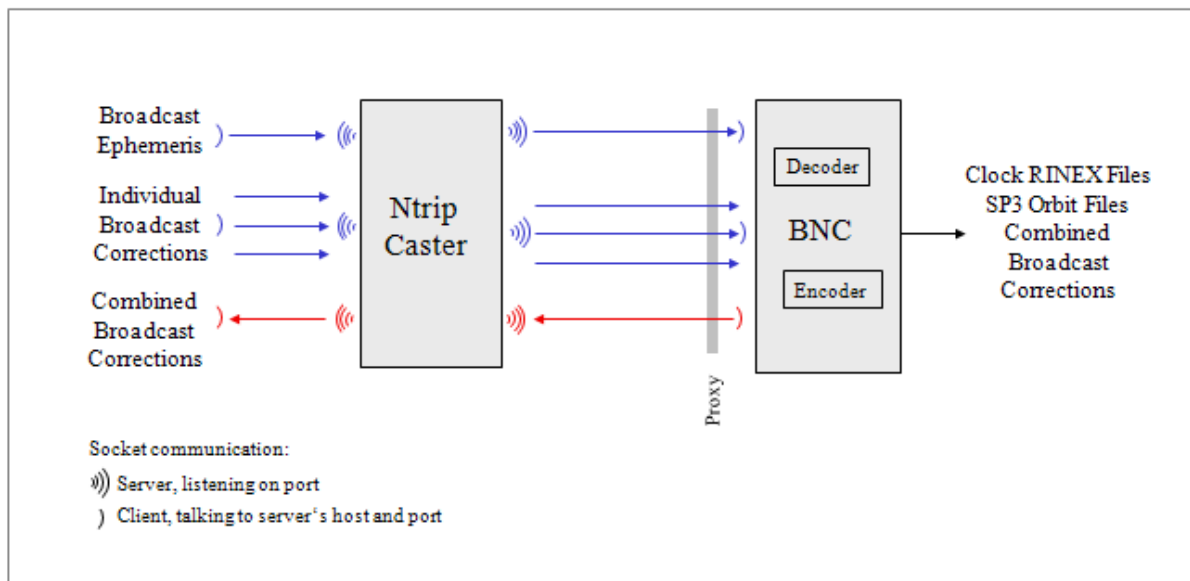 Broadcast
Ephemeris
Individual
Broadcast
Corrections
Combined
Broadcast
Corrections
Ntrip
Caster
Proxy
Decoder
BNC
Encoder
Clock RINEX Files
SP3 Orbit Files
Combined
Broadcast
Corrections
Socket communication:
Server, listening on port
Client, talking to server‘s host and port